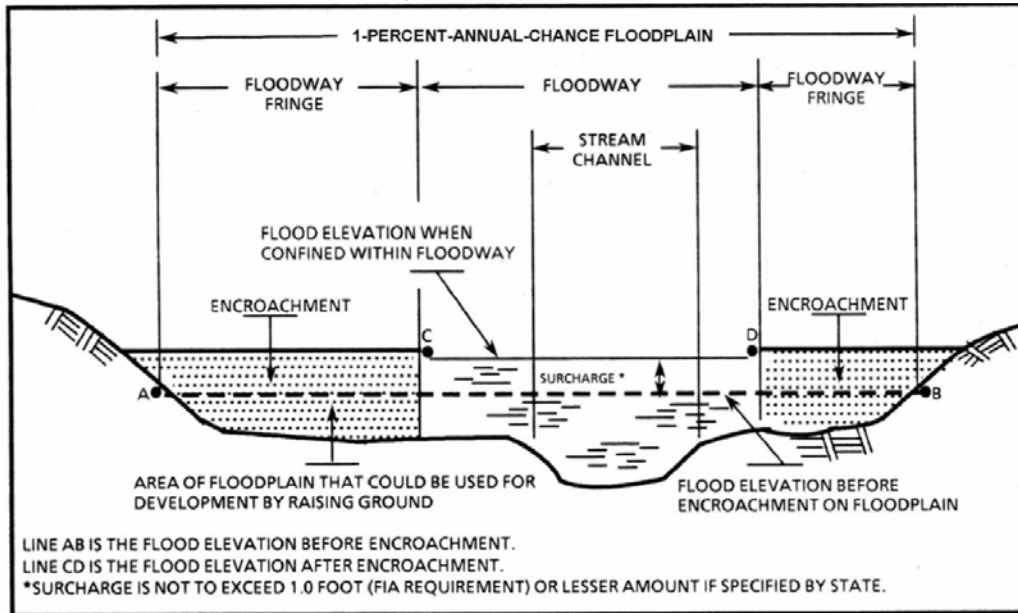 1-PERCENT-ANNUAL-CHANCE FLOODPLAIN
FLOODWAY
FRINGE
FLOODWAY
FLOODWAY
FRINGE
STREAM
CHANNEL
FLOOD ELEVATION WHEN
CONFINED WITHIN FLOODWAY
ENCROACHMENT
ENCROACHMENT
C
D
SURCHARGE *
A
B
AREA OF FLOODPLAIN THAT COULD BE USED FOR
DEVELOPMENT BY RAISING GROUND
FLOOD ELEVATION BEFORE
ENCROACHMENT ON FLOODPLAIN
LINE AB IS THE FLOOD ELEVATION BEFORE ENCROACHMENT.
LINE CD IS THE FLOOD ELEVATION AFTER ENCROACHMENT.
*SURCHARGE IS NOT TO EXCEED 1.0 FOOT (FIA REQUIREMENT) OR LESSER AMOUNT IF SPECIFIED BY STATE.